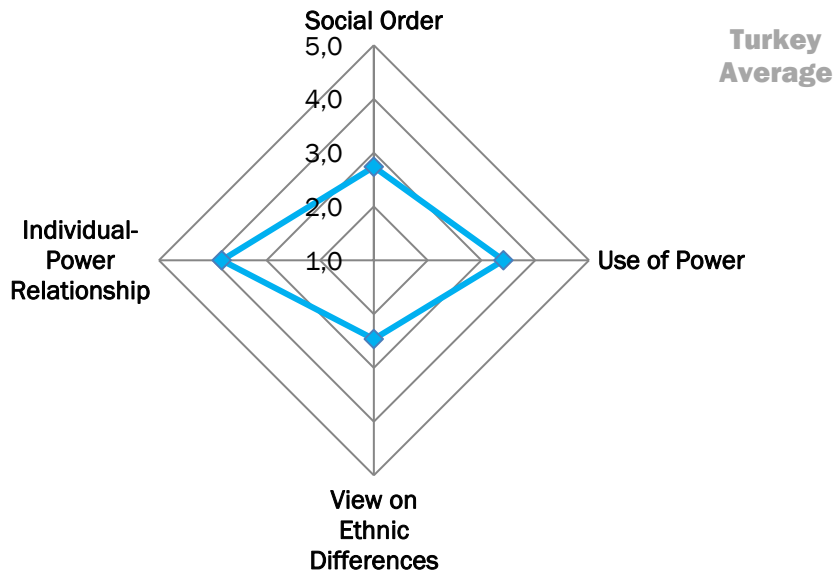 Social Order
5,0
4,0
3,0
2,0
1,0
Turkey
Average
Individual-
Power
Relationship
Use of Power
View on
Ethnic
Differences